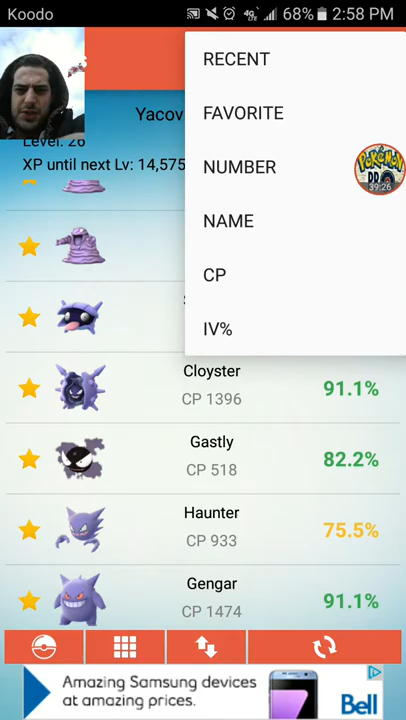 Koodo
68% 2:58 PM
RECENT
FAVORITE
NUMBER
NAME
CP
IV%
Yacov
Level: 26
XP until next Lv: 14,575
POKEMON
39:26
Cloyster
CP 1396
91.1%
Gastly
CP 518
82.2%
Haunter
CP 933
75.5%
Gengar
CP 1474
91.1%
Amazing Samsung devices
at amazing prices.
Bell